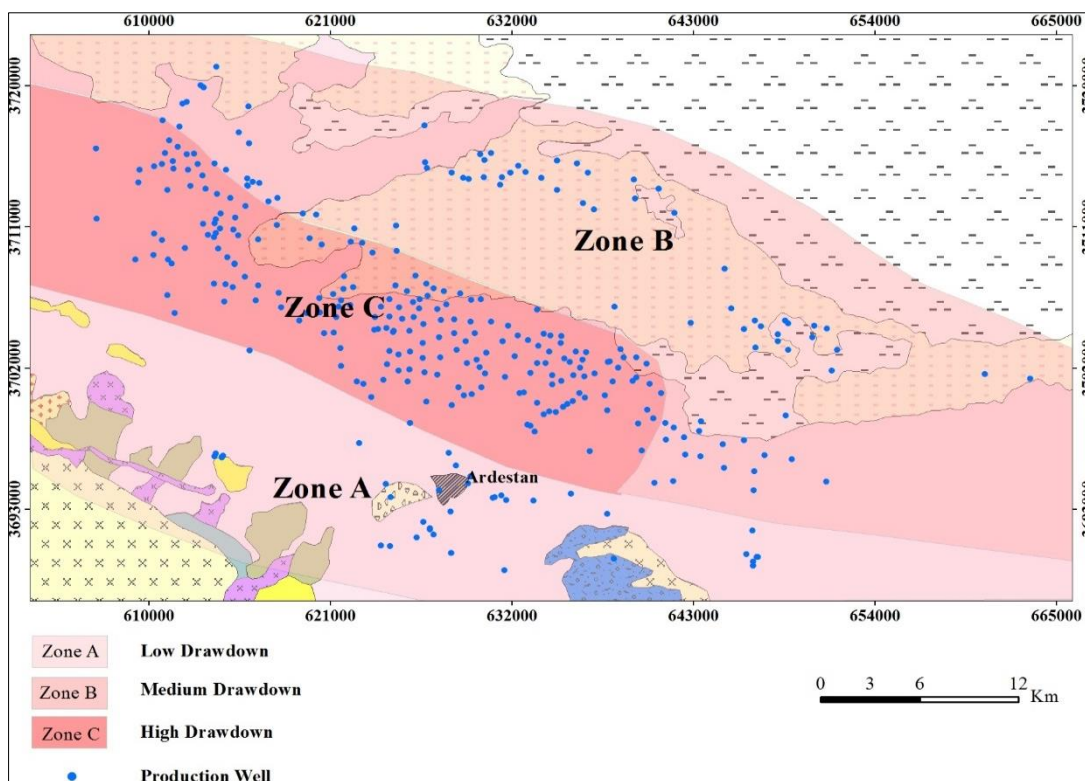 610000 621000 632000 643000 654000 665000
3720000
3711000
3702000
3693000
Zone B
Zone C
Zone A
Ardestan
610000 621000 632000 643000 654000 665000
Zone A Low Drawdown
Zone B Medium Drawdown
Zone C High Drawdown
Production Well
0 3 6 12
Km